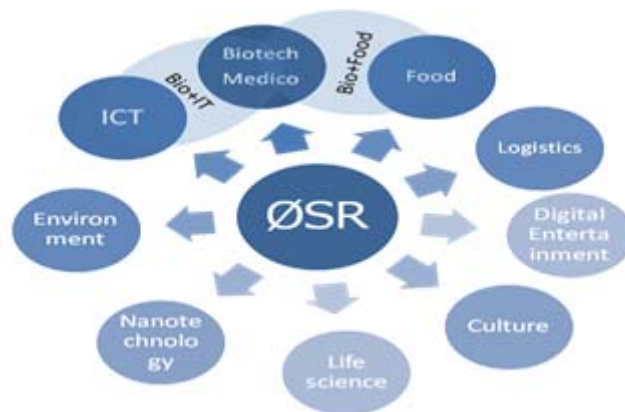 Biotech
Medico
Bio+IT
Bio+Food
Food
ICT
Logistics
ØSR
Environ
ment
Digital
Enterta
inment
Nanote
chnolo
gy
Culture
Life
science